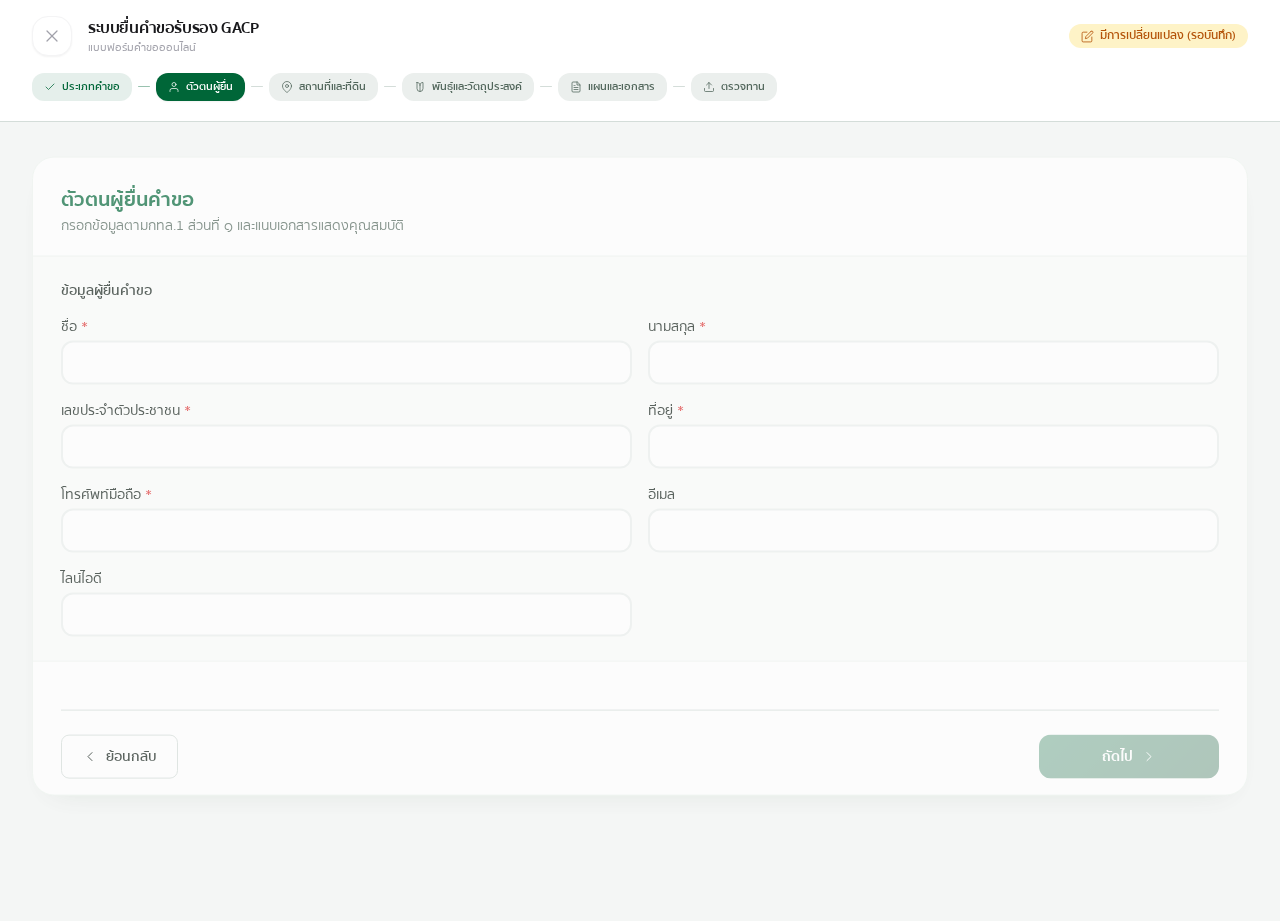 ระบบยื่นคำขอรับรอง GACP
แบบฟอร์มคำขอออนไลน์
มีการเปลี่ยนแปลง (รอบันทึก)
ประเภทคำขอ
ตัวตนผู้ยื่น
สถานที่และที่ดิน
พันธุ์และวัตถุประสงค์
แผนและเอกสาร
ตรวจทาน
ตัวตนผู้ยื่นคำขอ
กรอกข้อมูลตามภทล.1 ส่วนที่ ๑ และแนบเอกสารแสดงคุณสมบัติ
ข้อมูลผู้ยื่นคำขอ
ชื่อ *
นามสกุล *
เลขประจำตัวประชาชน *
ที่อยู่ *
โทรศัพท์มือถือ *
อีเมล
ไลน์ไอดี
ย้อนกลับ
ถัดไป